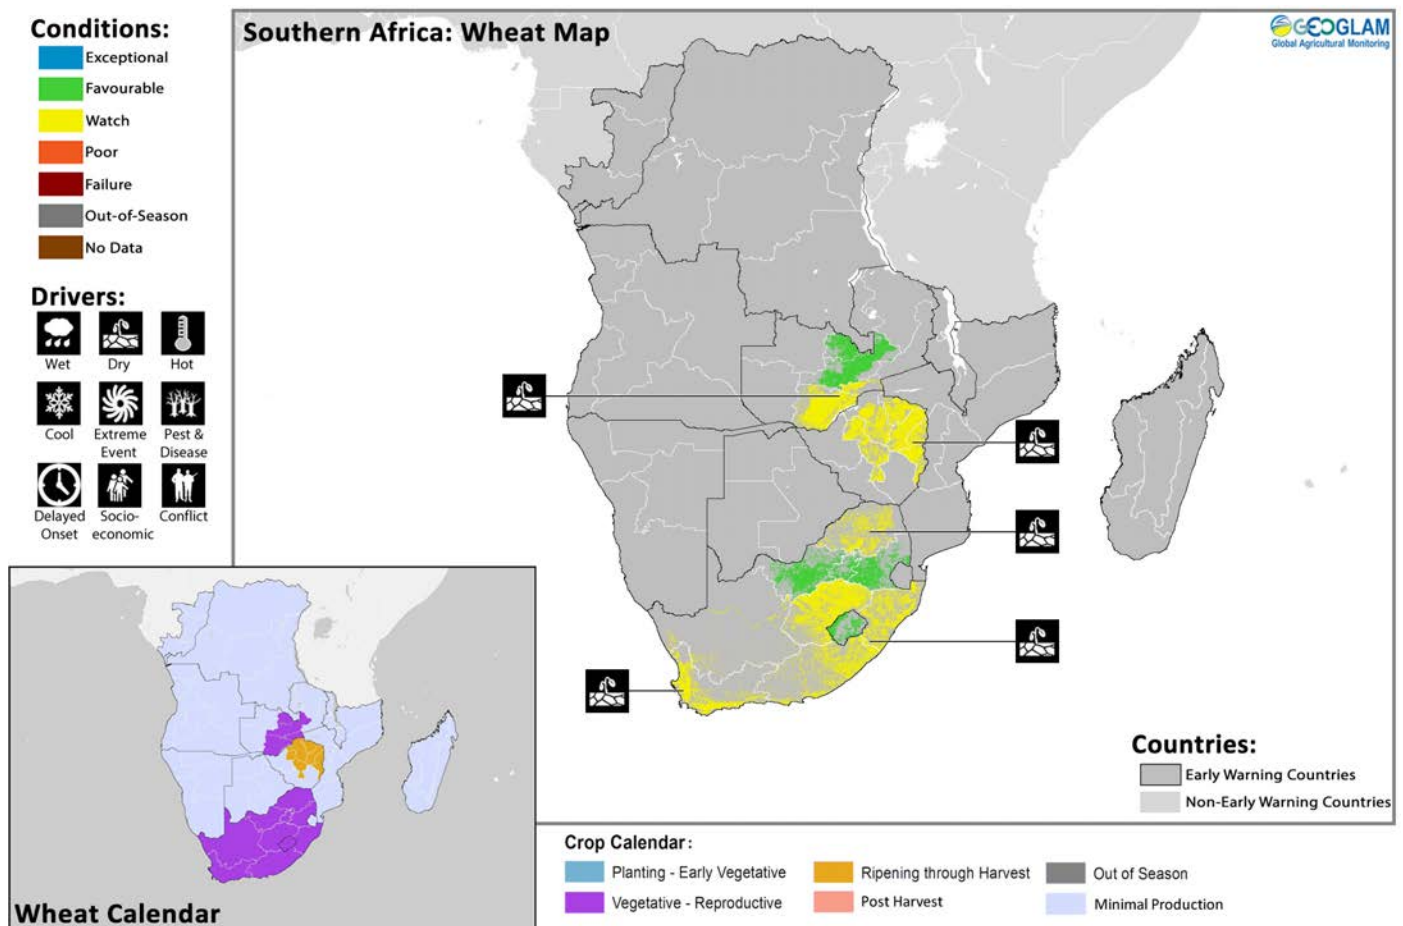 Conditions:
Exceptional
Favourable
Watch
Poor
Failure
Out-of-Season
No Data
Drivers:
Wet Dry Hot
Cool Extreme Event Pest & Disease
Delayed Onset Socio-economic Conflict
Southern Africa: Wheat Map
GEOGLAM
Global Agricultural Monitoring
Countries:
Early Warning Countries
Non-Early Warning Countries
Wheat Calendar
Crop Calendar:
Planting - Early Vegetative
Ripening through Harvest
Out of Season
Vegetative - Reproductive
Post Harvest
Minimal Production